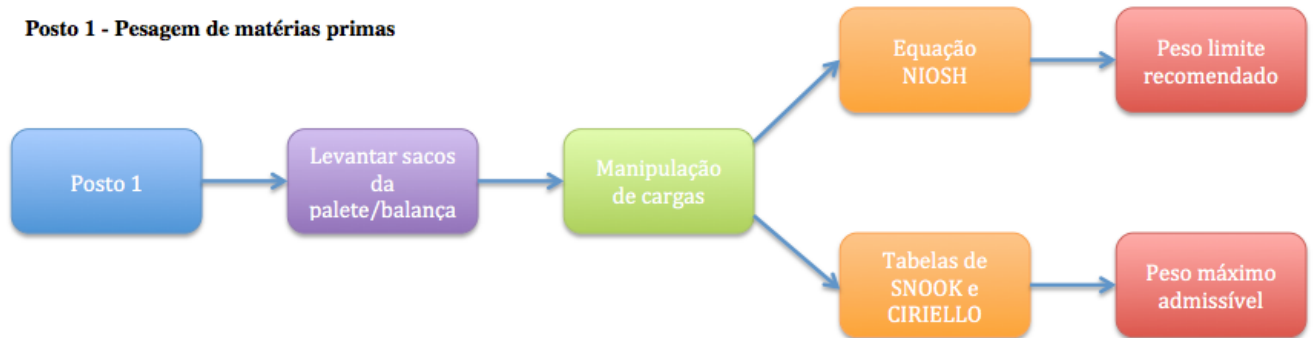 Posto 1 - Pesagem de matérias primas
Posto 1
Levantar sacos
da
palete/balança
Manipulação
de cargas
Equação
NIOSH
Peso limite
recomendado
Tabelas de
SNOOK e
CIRIELLO
Peso máximo
admissível